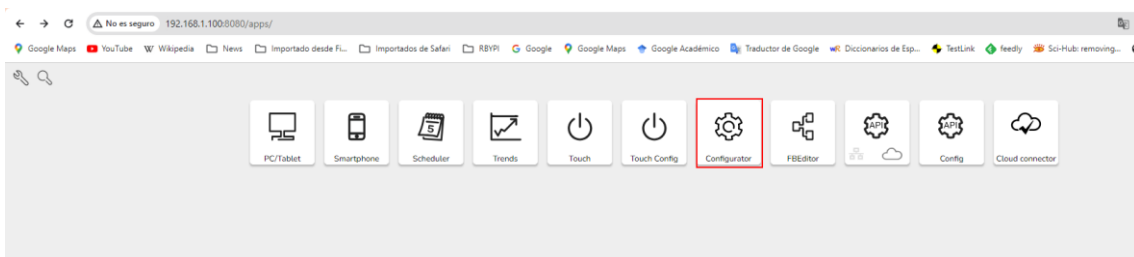 No es seguro 192.168.1.100:8080/apps/
Google Maps YouTube W Wikipedia News Importado desde Fi... Importados de Safari RBYPI G Google Google Maps Google Académico Traductor de Google WR Diccionarios de Esp... TestLink feedly Sci-Hub: removing...
5 API API
PC/Tablet Smartphone Scheduler Trends Touch Touch Config Configurator FBEditor Config Cloud connector